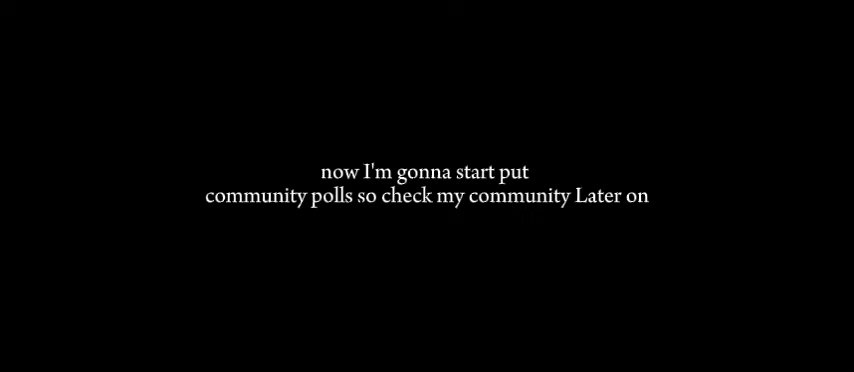 now I'm gonna start put
community polls so check my community Later on